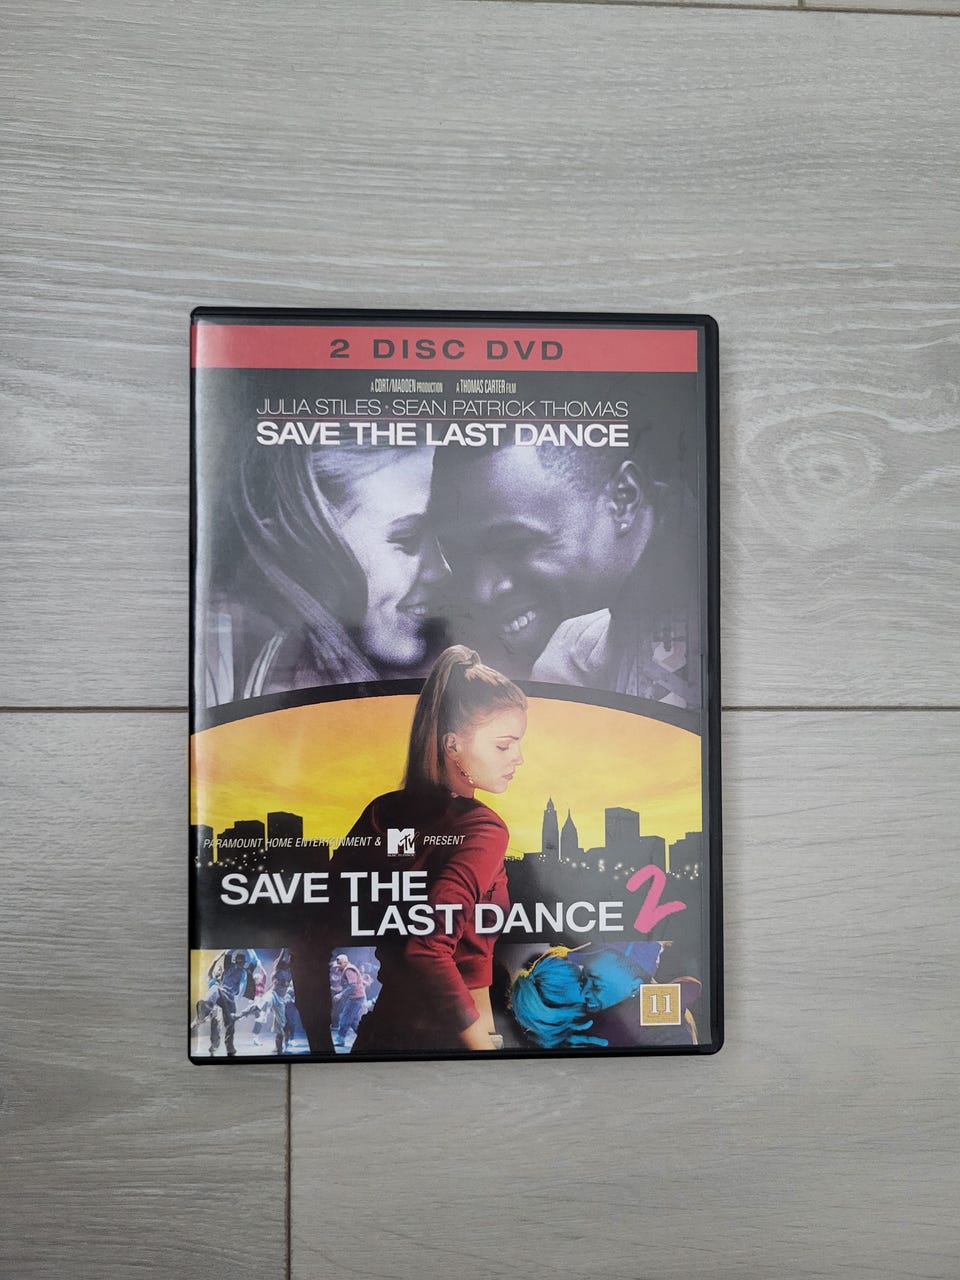 2 DISC DVD
A CORT/MADDEN PRODUCTION A THOMAS CARTER FILM
JULIA STILES • SEAN PATRICK THOMAS
SAVE THE LAST DANCE
PARAMOUNT HOME ENTERTAINMENT & MTV PRESENT
SAVE THE
LAST DANCE 2
11